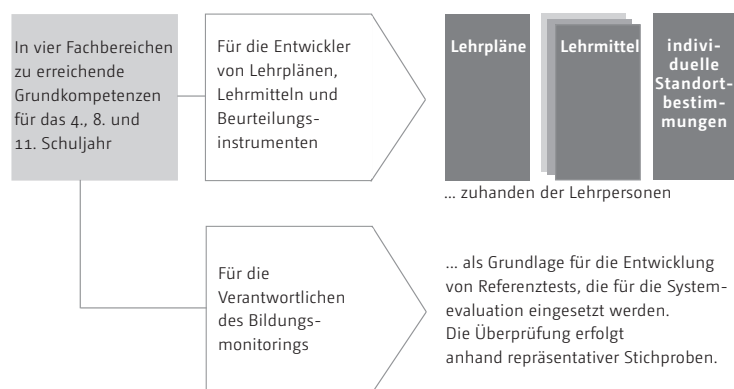 In vier Fachbereichen
zu erreichende
Grundkompetenzen
für das 4., 8. und
11. Schuljahr
Für die Entwickler
von Lehrplänen,
Lehrmitteln und
Beurteilungs-
instrumenten
Lehrpläne
Lehrmittel
indivi-
duelle
Standort-
bestim-
mungen
... zuhanden der Lehrpersonen
Für die
Verantwortlichen
des Bildungs-
monitorings
... als Grundlage für die Entwicklung
von Referenztests, die für die System-
evaluation eingesetzt werden.
Die Überprüfung erfolgt
anhand repräsentativer Stichproben.